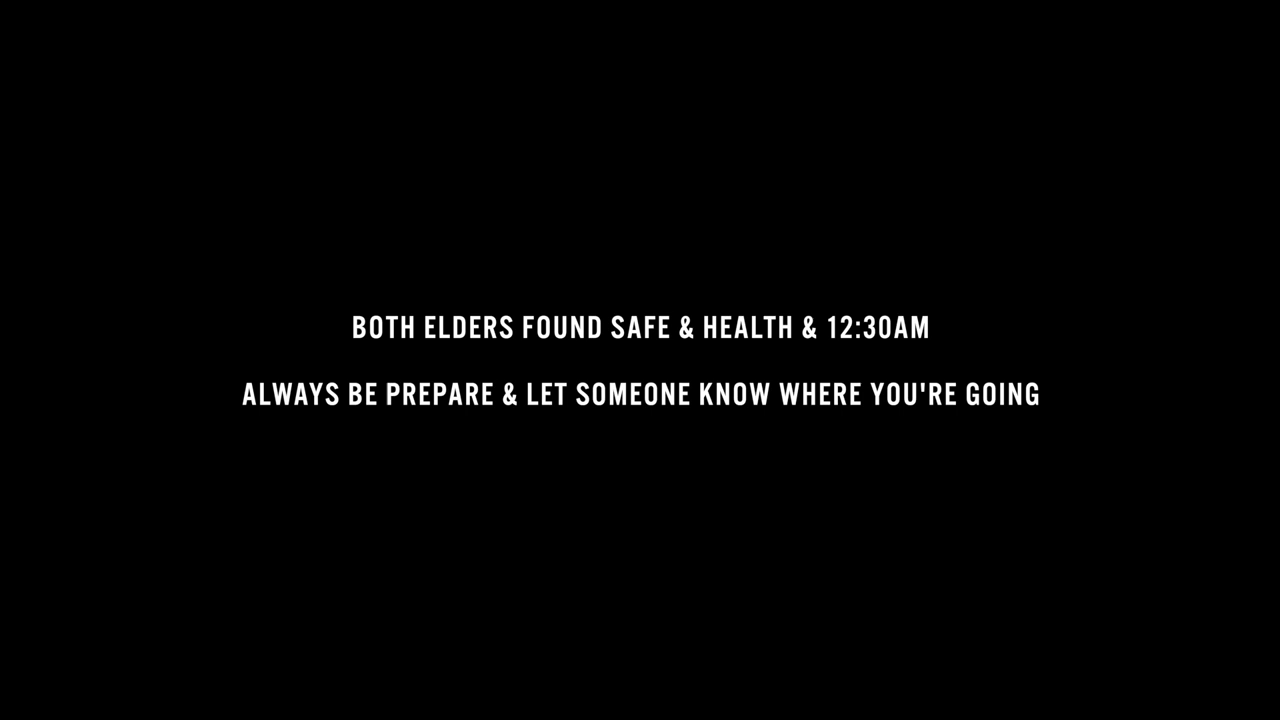 BOTH ELDERS FOUND SAFE & HEALTH & 12:30AM
ALWAYS BE PREPARE & LET SOMEONE KNOW WHERE YOU'RE GOING